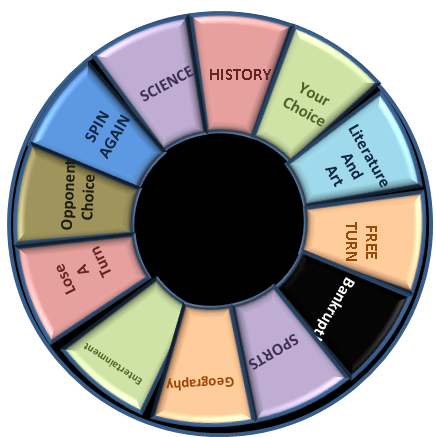 HISTORY
Your
Choice
Literature
And
Art
FREE
TURN
Bankrupt!
SPORTS
Geography
Entertainment
Lose
A
Turn
Opponent
Choice
SPIN
AGAIN
SCIENCE